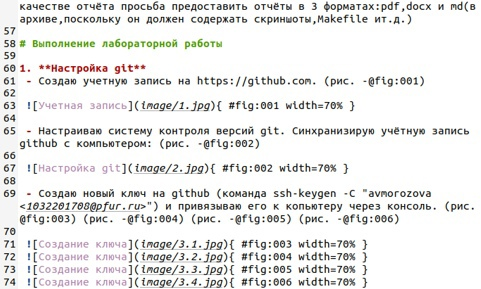 качестве отчёта просьба предоставить отчёты в 3 форматах:pdf,docx и md(в
архиве,поскольку он должен содержать скриншоты,Makefile ит.д.)
57
58 # Выполнение лабораторной работы
59
60 1. **Настройка git**
61 - Создаю учетную запись на https://github.com. (рис. -@fig:001)
62
63 ![Учетная запись](image/1.jpg){ #fig:001 width=70% }
64
65 - Настраиваю систему контроля версий git. Синхранизирую учётную запись
github с компьютером: (рис. -@fig:002)
66
67 ![Настройка git](image/2.jpg){ #fig:002 width=70% }
68
69 - Создаю новый ключ на github (команда ssh-keygen -C "avmorozova
<1032201708@pfur.ru>") и привязываю его к копьютеру через консоль. (рис.
-@fig:003) (рис. -@fig:004) (рис. -@fig:005) (рис. -@fig:006)
70
71 ![Создание ключа](image/3.1.jpg){ #fig:003 width=70% }
72 ![Создание ключа](image/3.2.jpg){ #fig:004 width=70% }
73 ![Создание ключа](image/3.3.jpg){ #fig:005 width=70% }
74 ![Создание ключа](image/3.4.jpg){ #fig:006 width=70% }